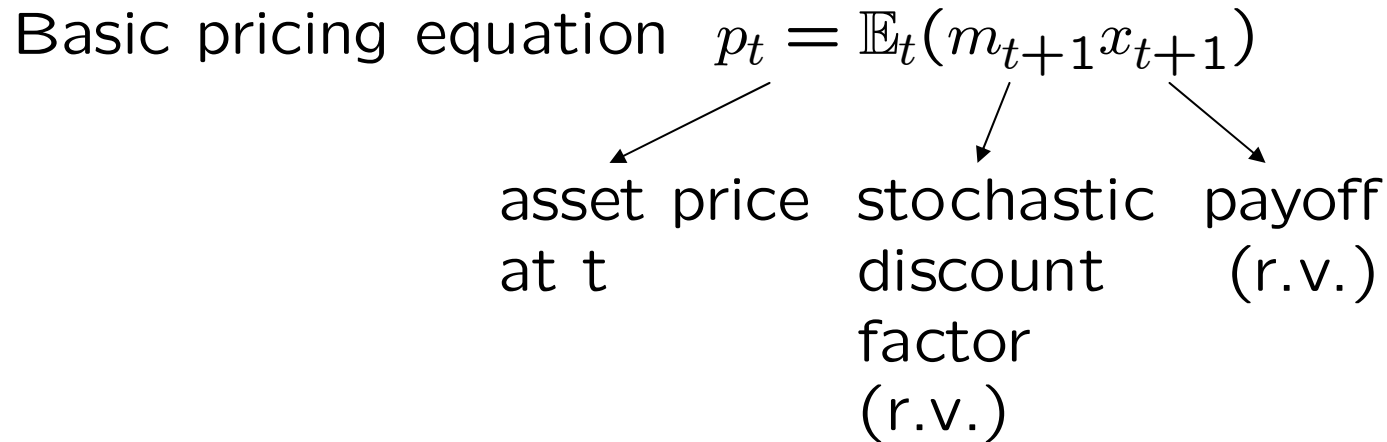 Basic pricing equation p_t = 𝔼_t(m_{t+1}x_{t+1})
asset price stochastic payoff
at t discount (r.v.)
factor
(r.v.)